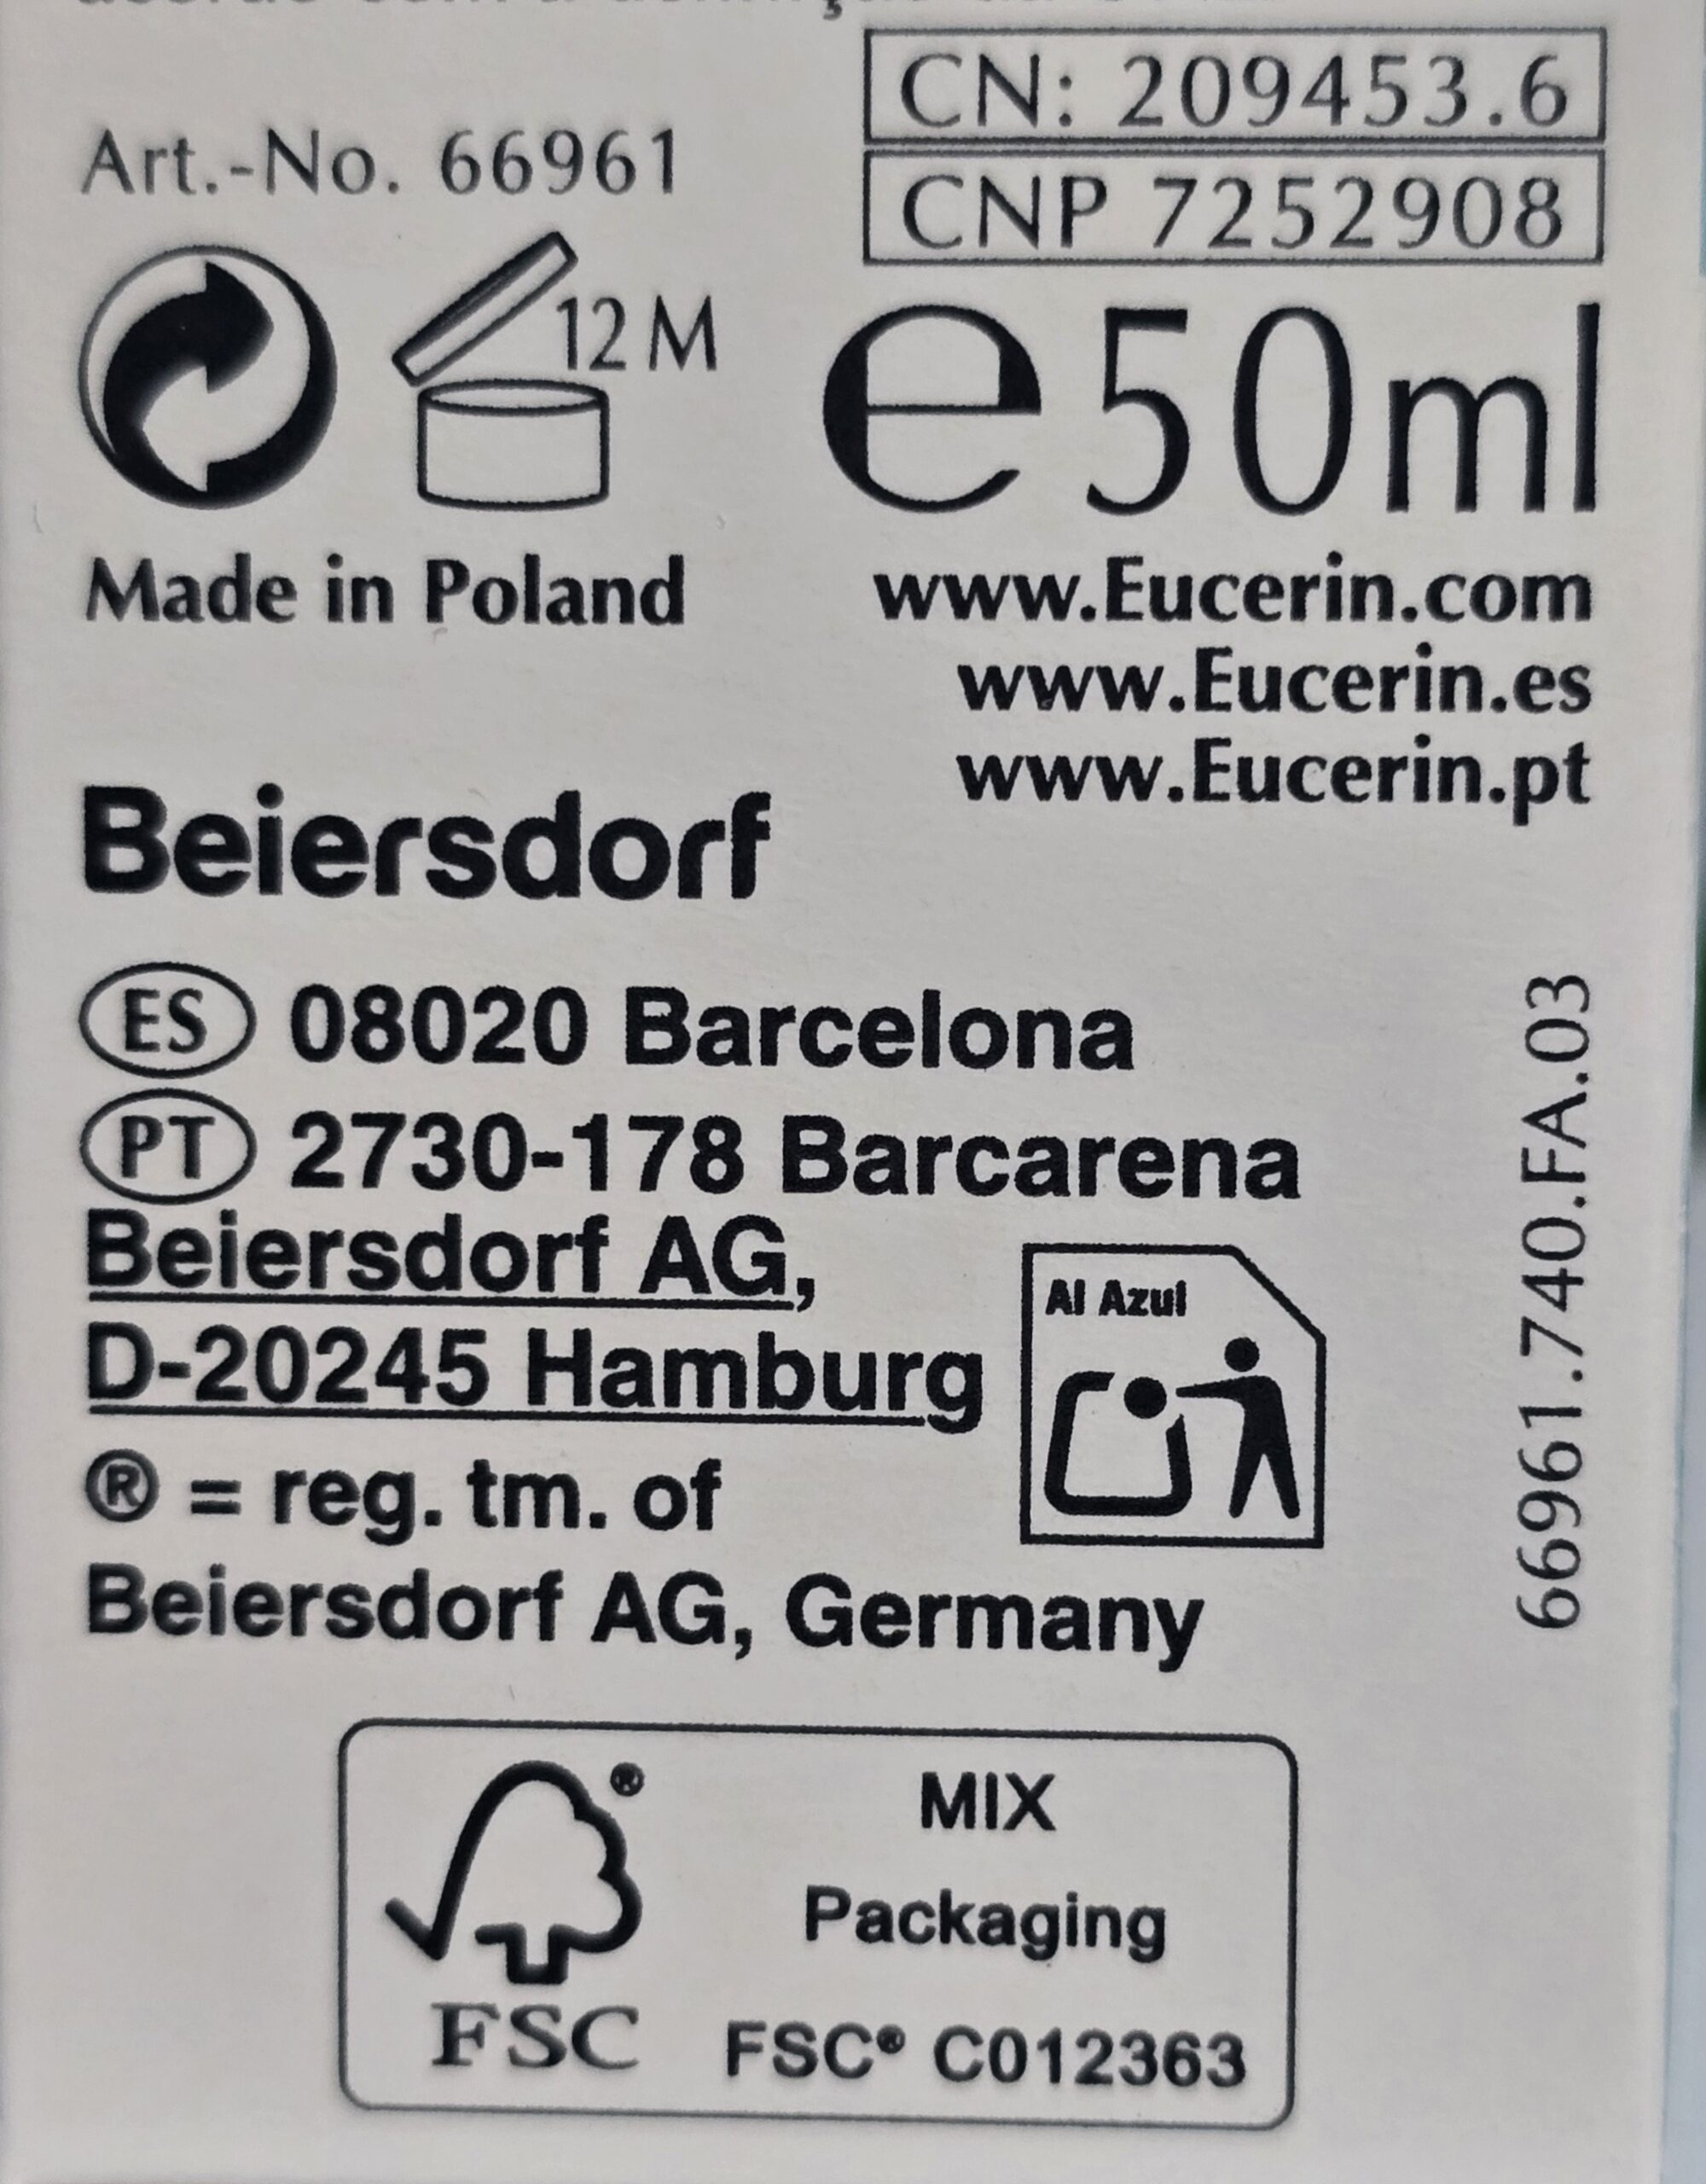 CN: 209453.6
Art.-No. 66961
CNP 7252908
12 M
e 50ml
Made in Poland
www.Eucerin.com
www.Eucerin.es
www.Eucerin.pt
Beiersdorf
ES 08020 Barcelona
PT 2730-178 Barcarena
Beiersdorf AG,
D-20245 Hamburg
Al Azul
® = reg. tm. of
Beiersdorf AG, Germany
66961.740.FA.03
®
MIX
Packaging
FSC
FSC® C012363